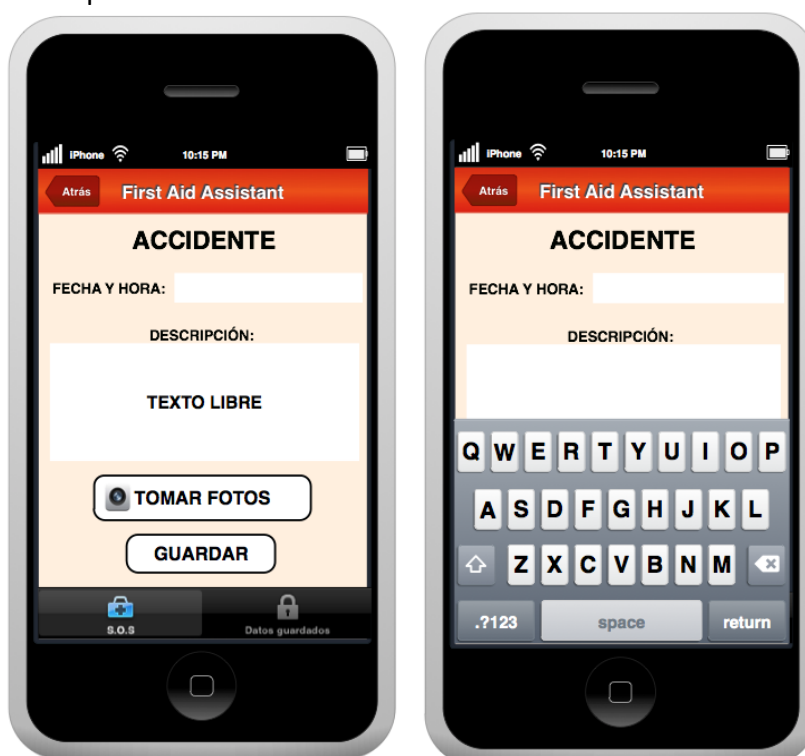 iPhone 10:15 PM
Atrás First Aid Assistant
ACCIDENTE
FECHA Y HORA:
DESCRIPCIÓN:
TEXTO LIBRE
TOMAR FOTOS
GUARDAR
S.O.S Datos guardados
iPhone 10:15 PM
Atrás First Aid Assistant
ACCIDENTE
FECHA Y HORA:
DESCRIPCIÓN:
Q W E R T Y U I O P
A S D F G H J K L
Z X C V B N M
.?123 space return